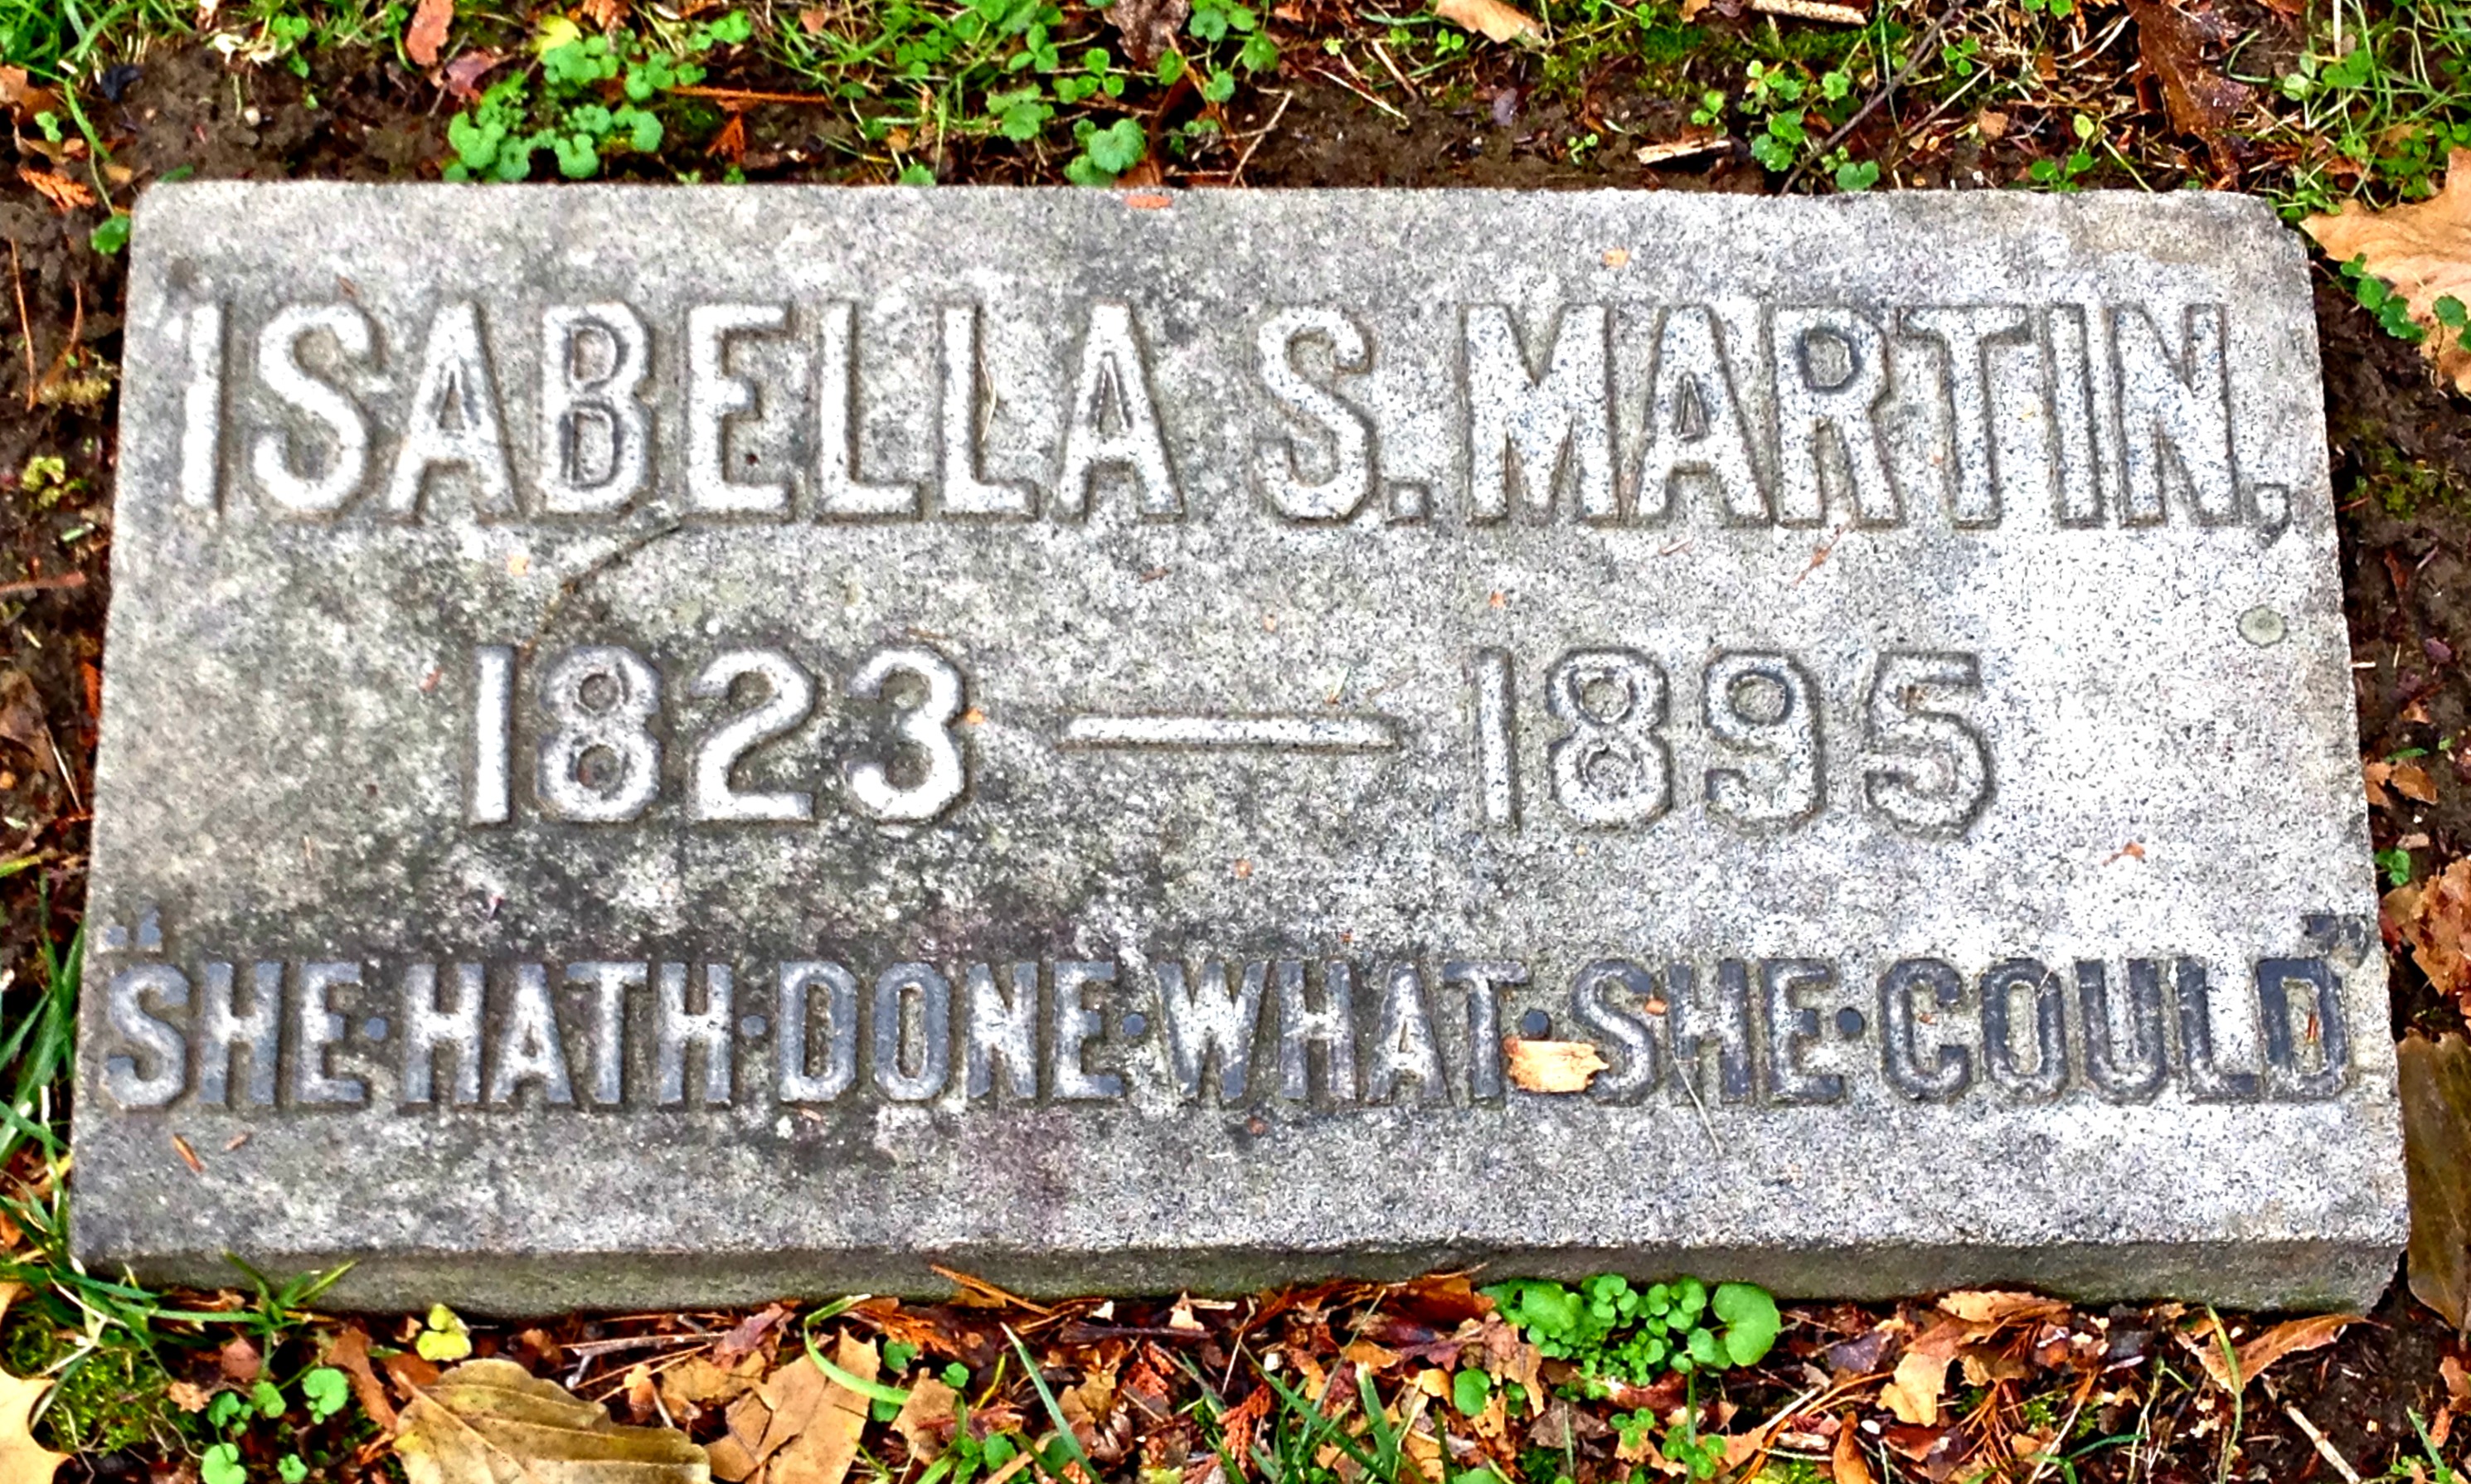 ISABELLA S. MARTIN,
1823 — 1895
“SHE·HATH·DONE·WHAT·SHE·COULD”